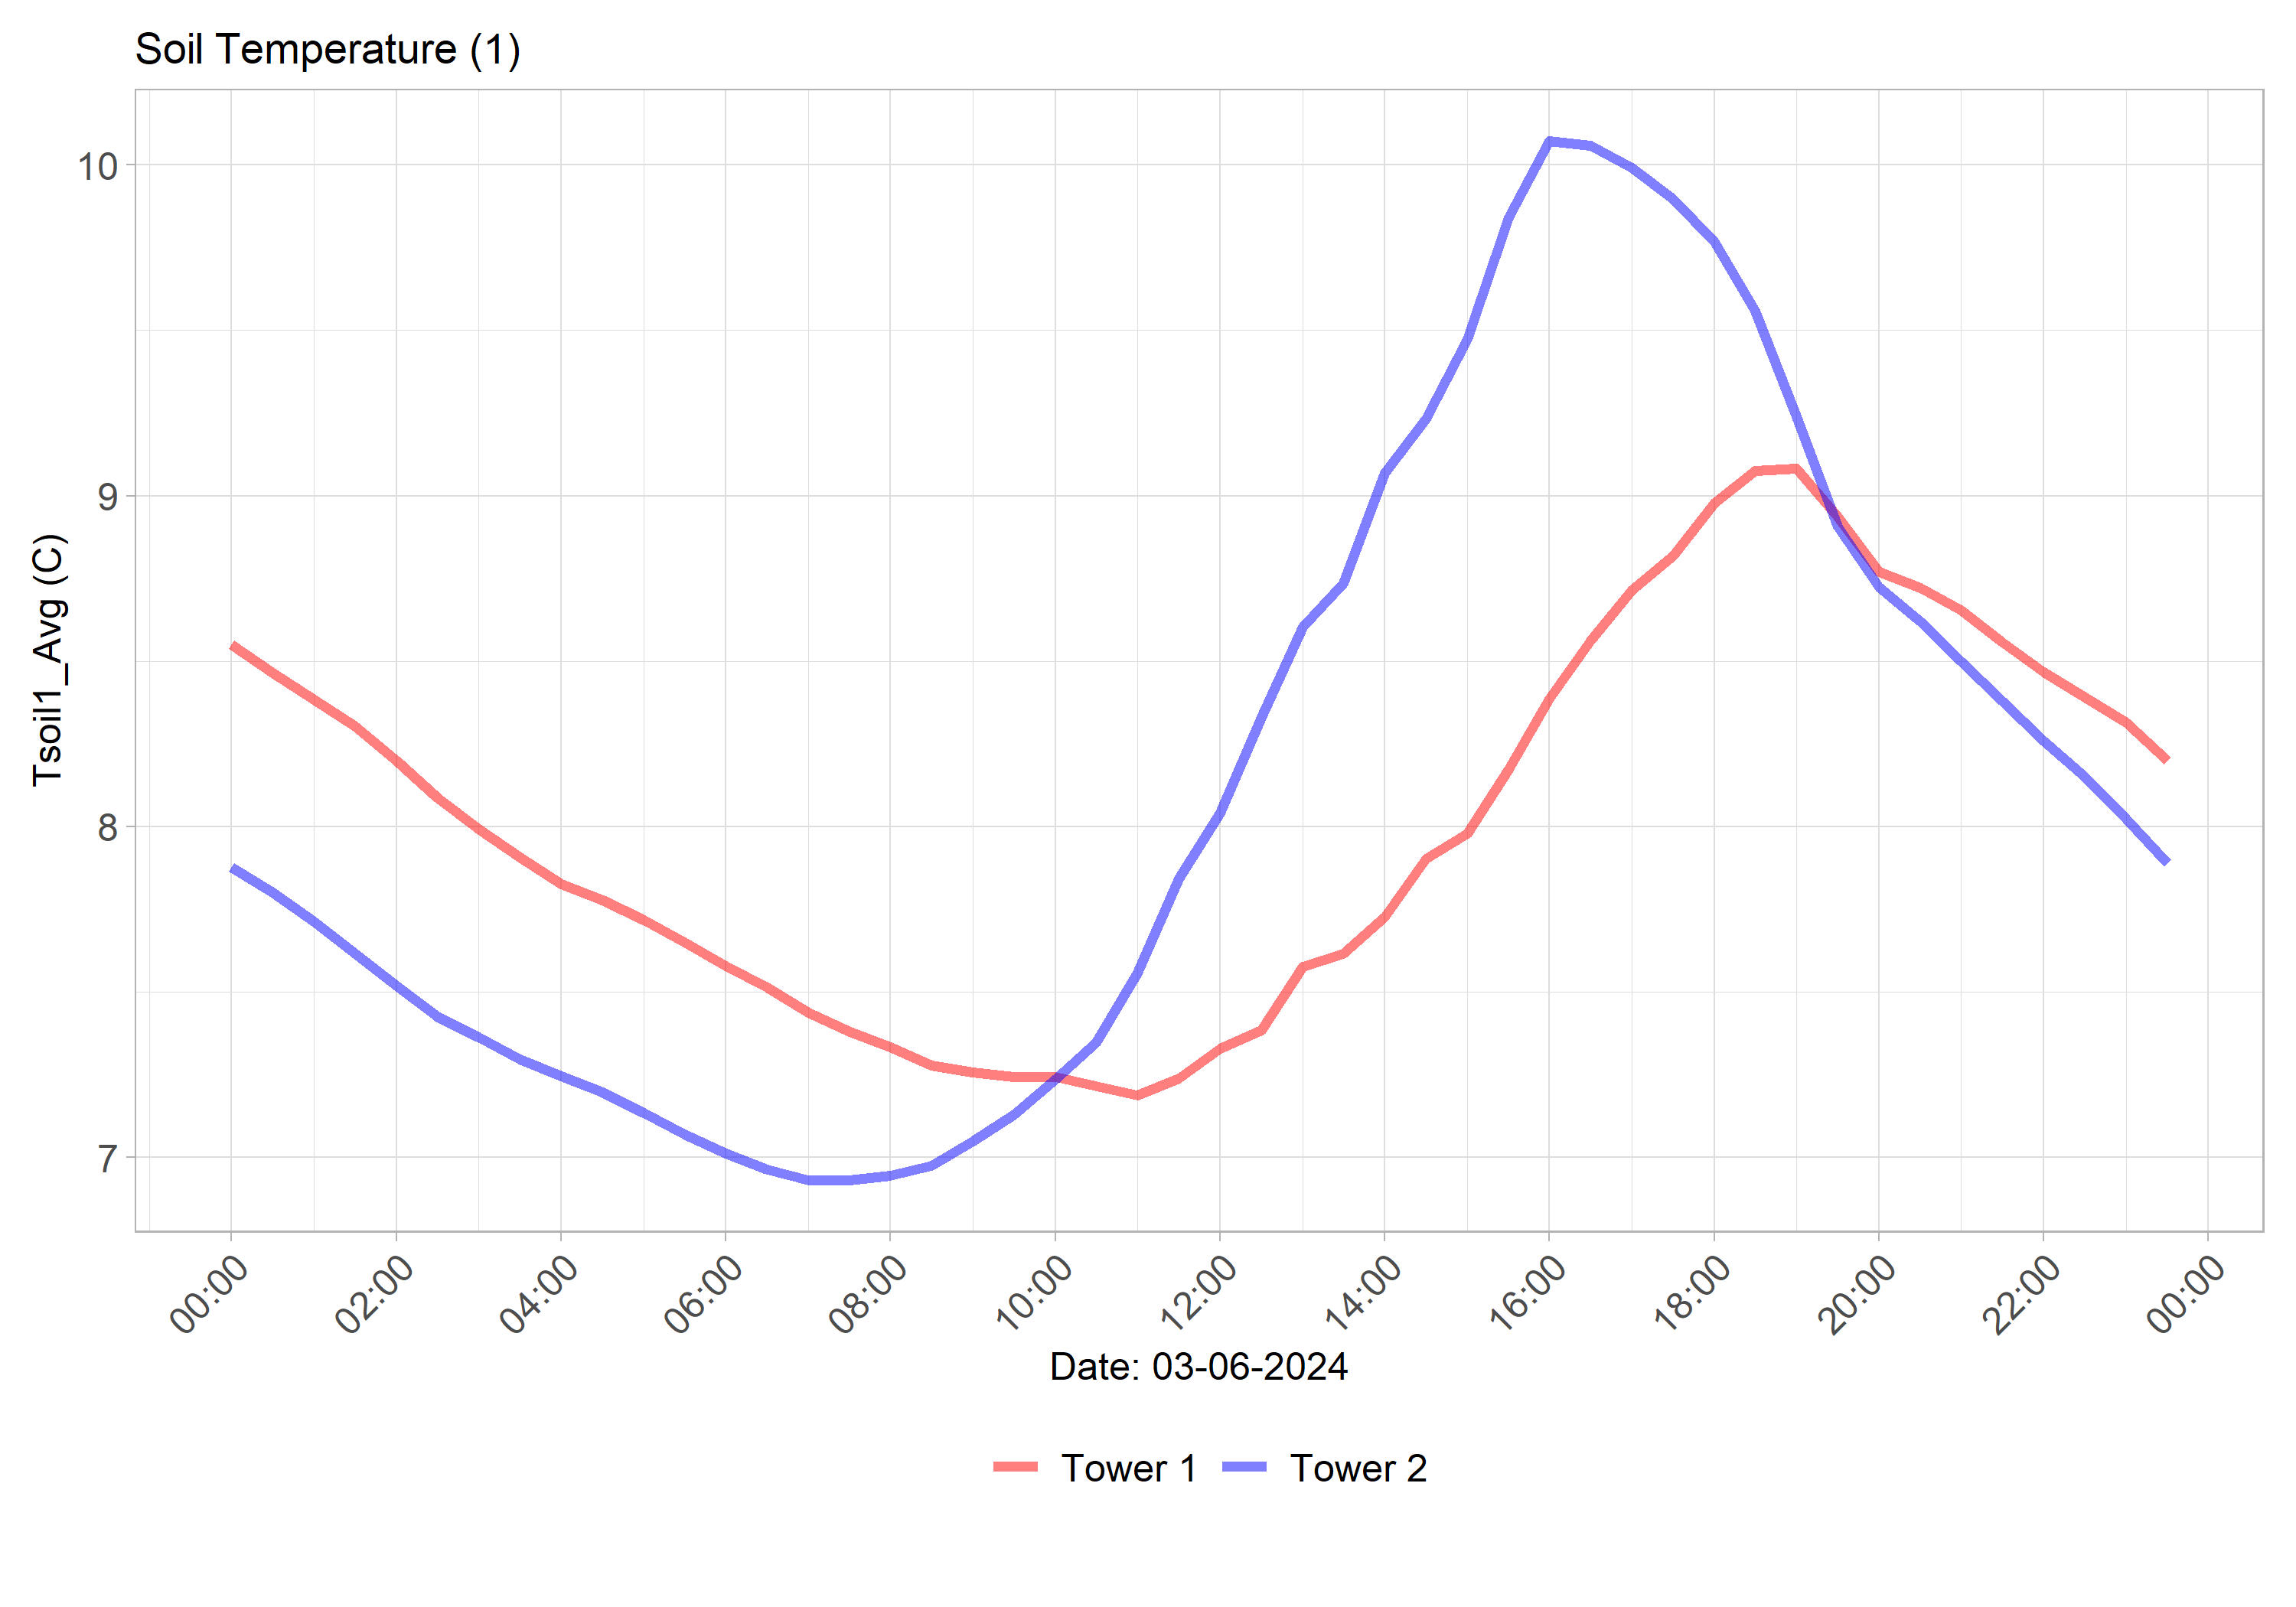 Soil Temperature (1)
Tsoil1_Avg (C)
10
9
8
7
00:00 02:00 04:00 06:00 08:00 10:00 12:00 14:00 16:00 18:00 20:00 22:00 00:00
Date: 03-06-2024
Tower 1 Tower 2